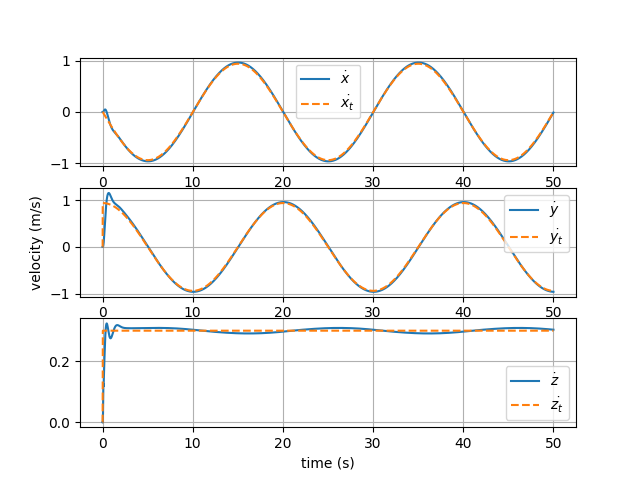 1
0
−1
ẋ
ẋₜ
0 10 20 30 40 50
velocity (m/s)
1
0
−1
ẏ
ẏₜ
0 10 20 30 40 50
0.2
0.0
ż
żₜ
0 10 20 30 40 50
time (s)